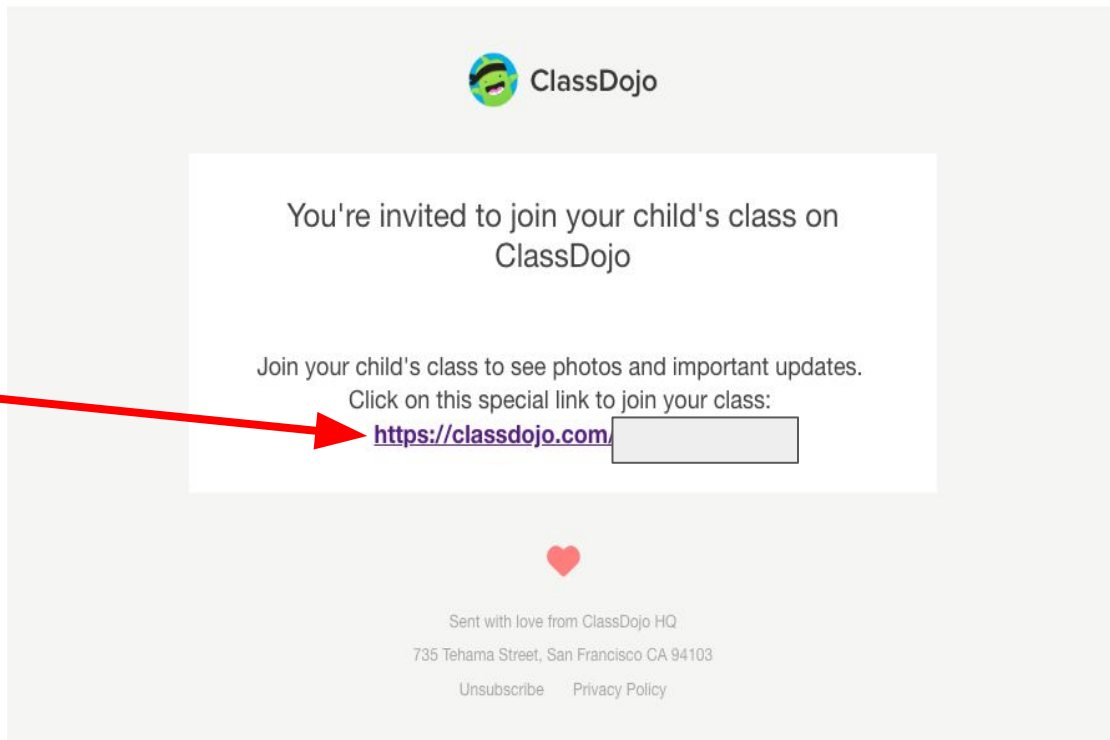 ClassDojo
You're invited to join your child's class on
ClassDojo
Join your child's class to see photos and important updates.
Click on this special link to join your class:
https://classdojo.com/
Sent with love from ClassDojo HQ
735 Tehama Street, San Francisco CA 94103
Unsubscribe Privacy Policy